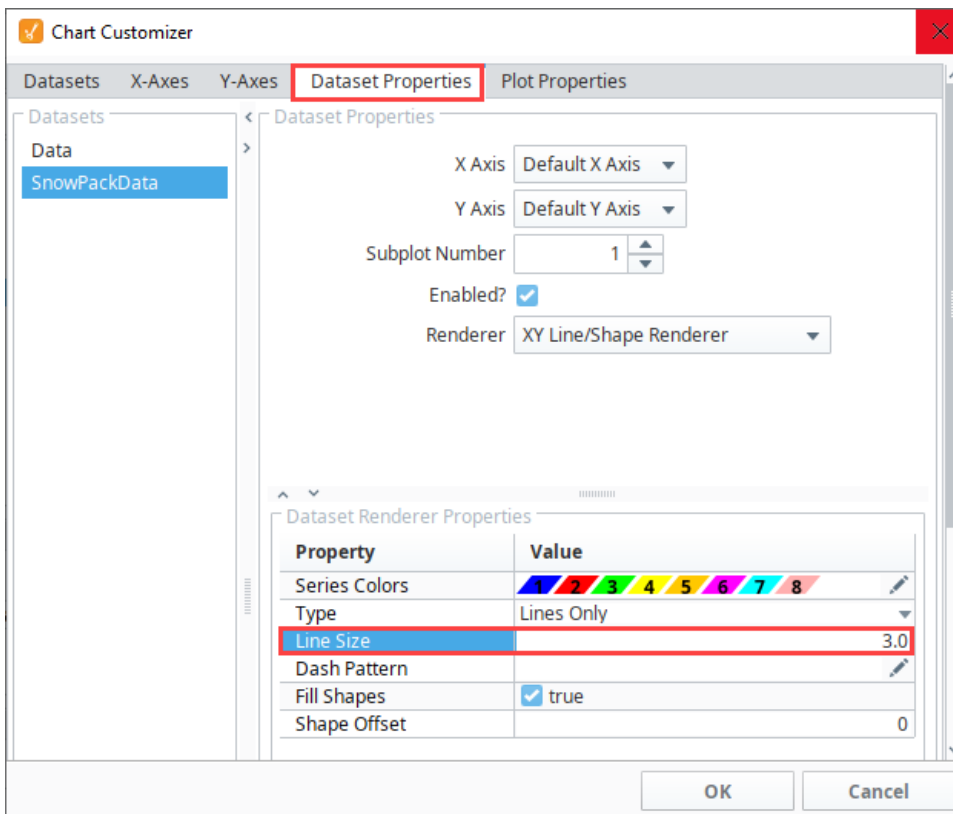 Chart Customizer
Datasets X-Axes Y-Axes Dataset Properties Plot Properties
Datasets
Data
SnowPackData
Dataset Properties
X Axis Default X Axis
Y Axis Default Y Axis
Subplot Number 1
Enabled?
Renderer XY Line/Shape Renderer
Dataset Renderer Properties
Property Value
Series Colors 1 2 3 4 5 6 7 8
Type Lines Only
Line Size 3.0
Dash Pattern
Fill Shapes true
Shape Offset 0
OK Cancel